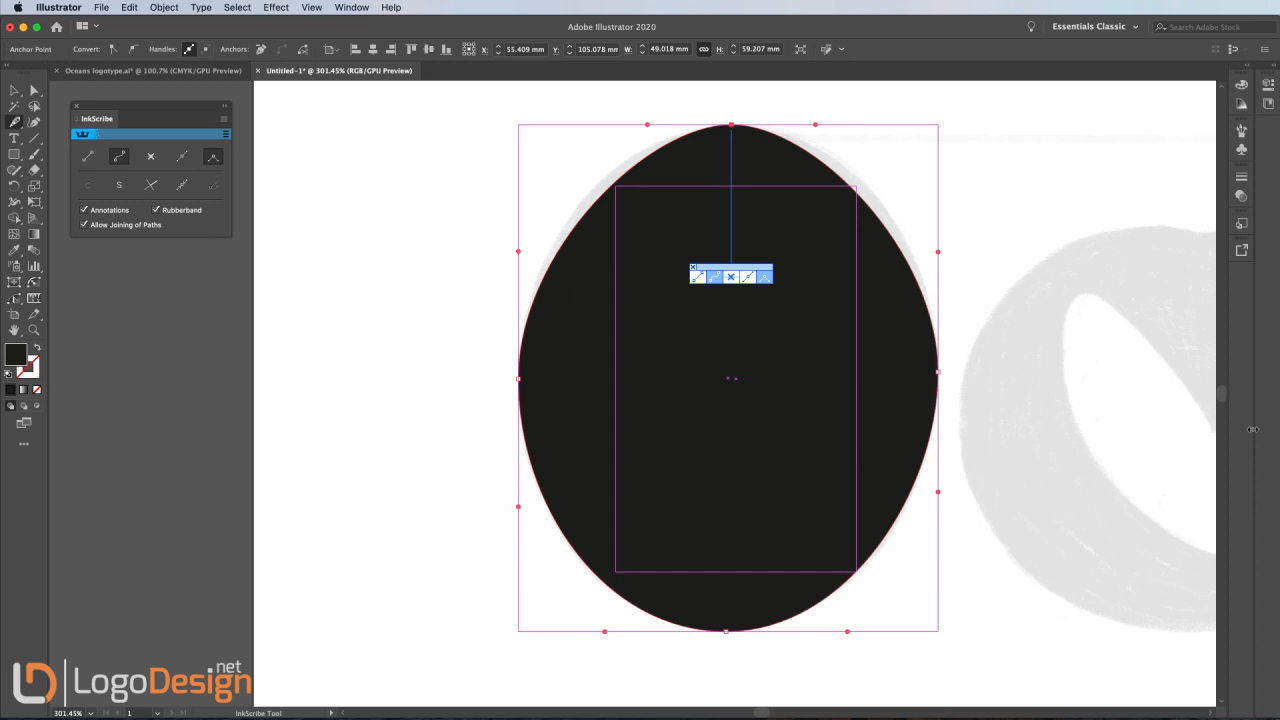 Illustrator File Edit Object Type Select Effect View Window Help
Adobe Illustrator 2020
Essentials Classic
Search Adobe Stock
Anchor Point Convert: Handles: Anchors: X: 55.409 mm Y: 105.078 mm W: 49.018 mm H: 59.207 mm
Oceans logotype.ai* @ 100.7% (CMYK/GPU Preview)
Untitled-1* @ 301.45% (RGB/GPU Preview)
InkScribe
Annotations Rubberband
Allow Joining of Paths
LogoDesign
net
301.45% 1 InkScribe Tool